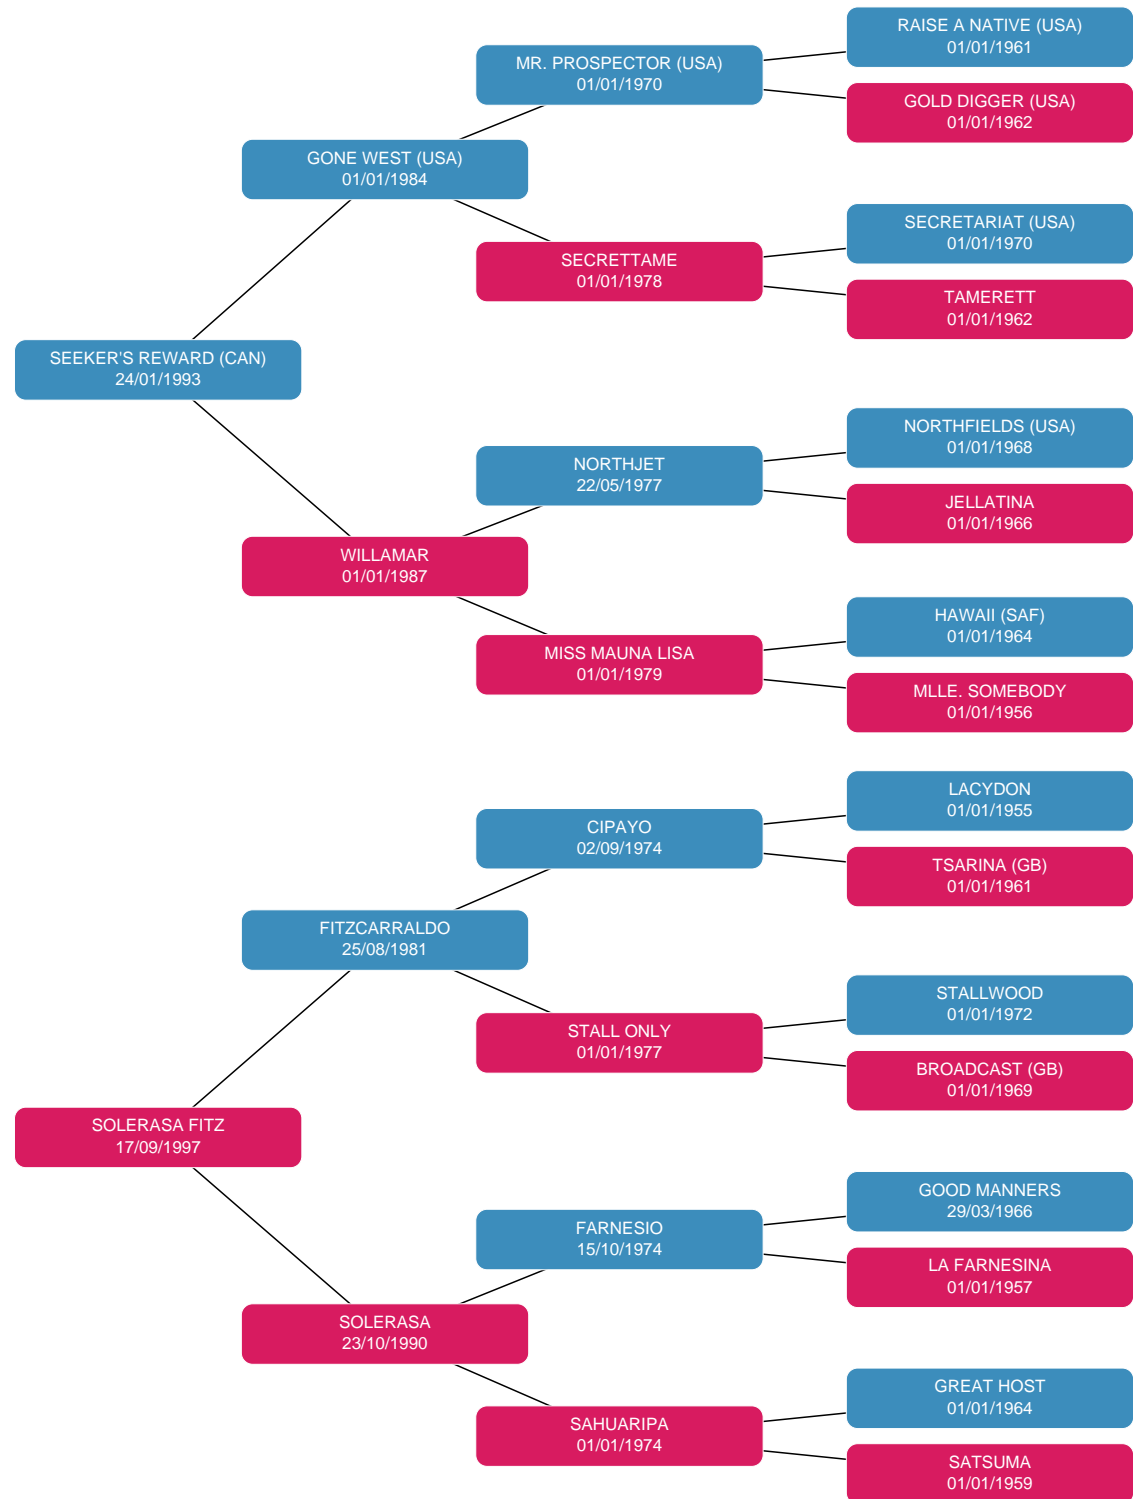 RAISE A NATIVE (USA)
01/01/1961
MR. PROSPECTOR (USA)
01/01/1970
GOLD DIGGER (USA)
01/01/1962
GONE WEST (USA)
01/01/1984
SECRETARIAT (USA)
01/01/1970
SECRETTAME
01/01/1978
TAMERETT
01/01/1962
SEEKER'S REWARD (CAN)
24/01/1993
NORTHFIELDS (USA)
01/01/1968
NORTHJET
22/05/1977
JELLATINA
01/01/1966
WILLAMAR
01/01/1987
HAWAII (SAF)
01/01/1964
MISS MAUNA LISA
01/01/1979
MLLE. SOMEBODY
01/01/1956
LACYDON
01/01/1955
CIPAYO
02/09/1974
TSARINA (GB)
01/01/1961
FITZCARRALDO
25/08/1981
STALLWOOD
01/01/1972
STALL ONLY
01/01/1977
BROADCAST (GB)
01/01/1969
SOLERASA FITZ
17/09/1997
GOOD MANNERS
29/03/1966
FARNESIO
15/10/1974
LA FARNESINA
01/01/1957
SOLERASA
23/10/1990
GREAT HOST
01/01/1964
SAHUARIPA
01/01/1974
SATSUMA
01/01/1959